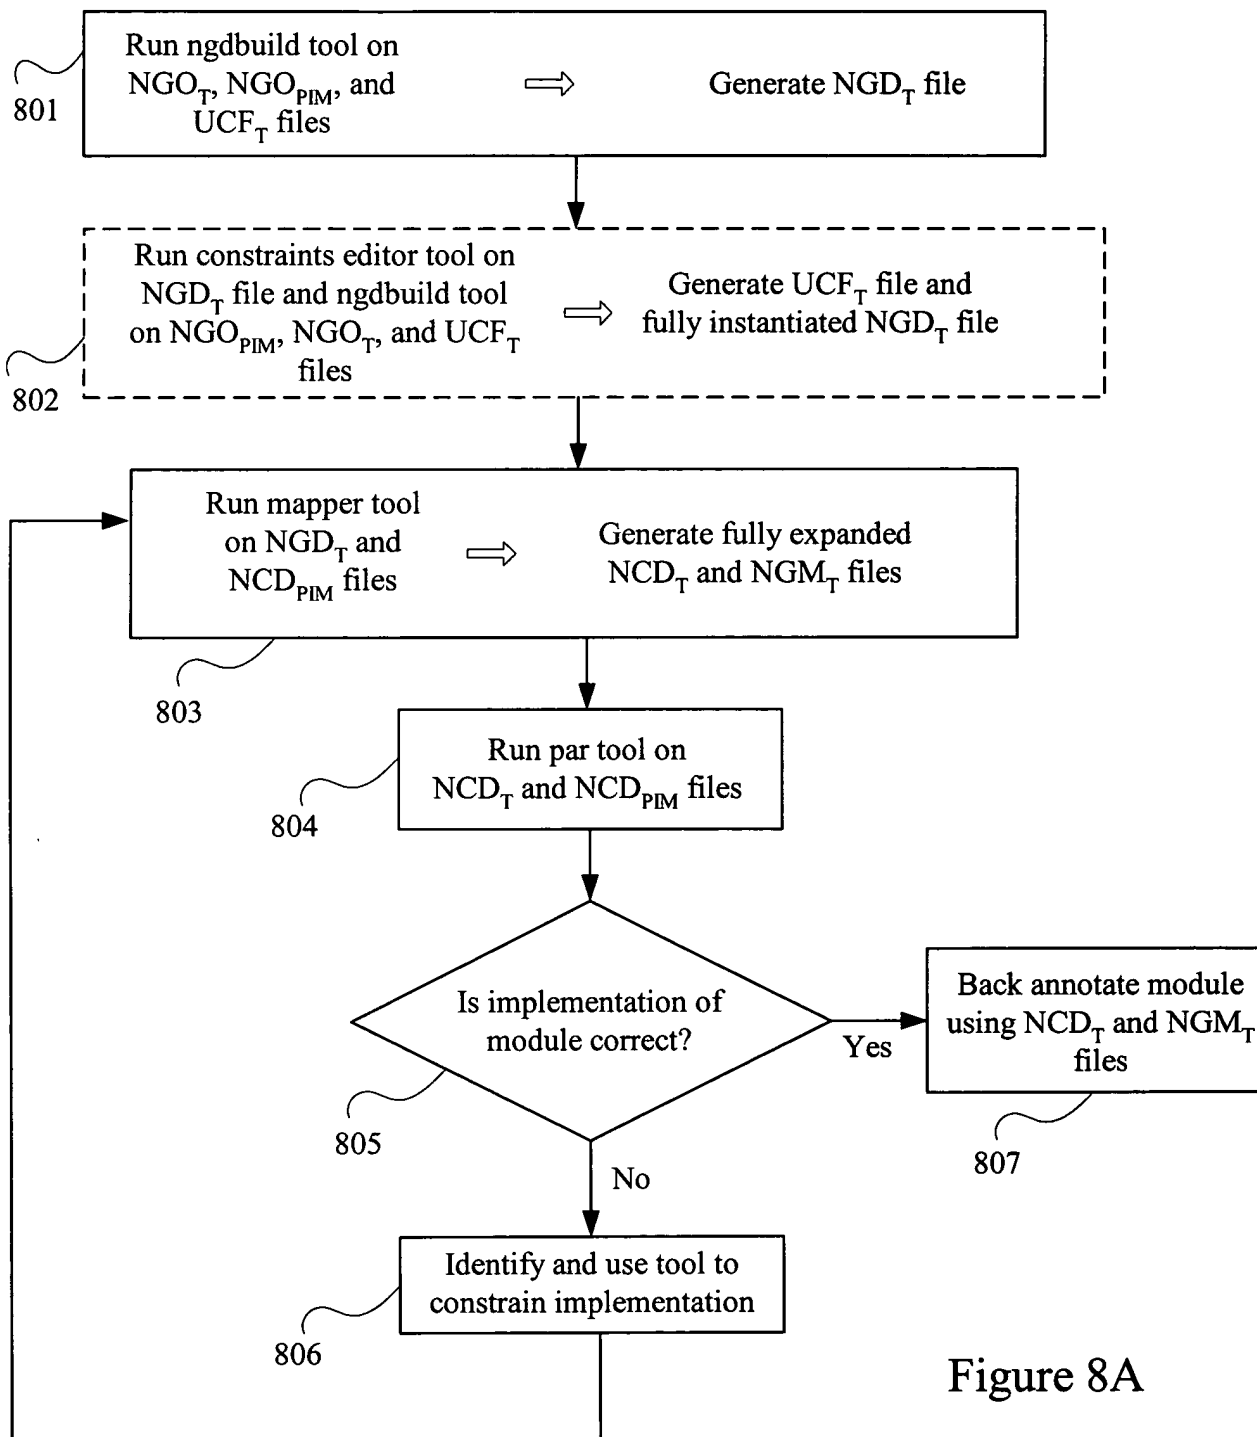 Run ngdbuild tool on
NGO_T, NGO_PIM, and
UCF_T files
Generate NGD_T file
801
Run constraints editor tool on
NGD_T file and ngdbuild tool
on NGO_PIM, NGO_T, and UCF_T
files
Generate UCF_T file and
fully instantiated NGD_T file
802
Run mapper tool
on NGD_T and
NCD_PIM files
Generate fully expanded
NCD_T and NGM_T files
803
Run par tool on
NCD_T and NCD_PIM files
804
Is implementation of
module correct?
805
Yes
Back annotate module
using NCD_T and NGM_T
files
807
No
Identify and use tool to
constrain implementation
806
Figure 8A